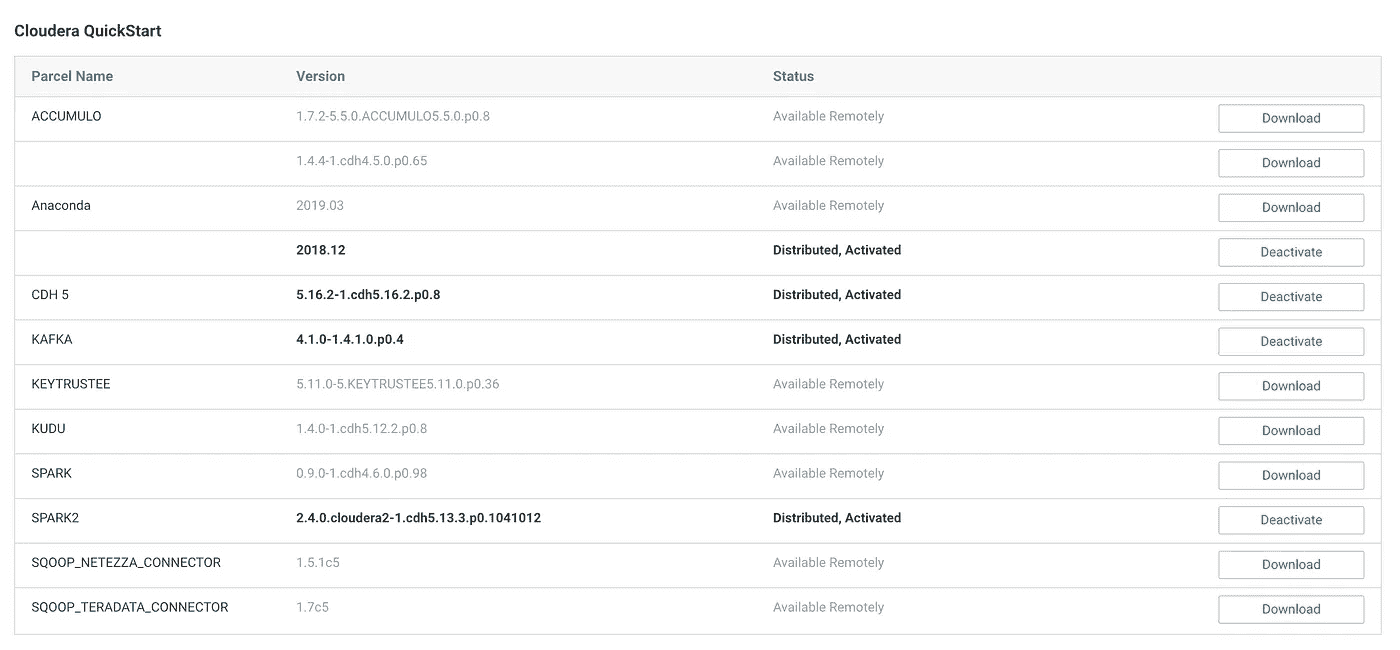 Cloudera QuickStart
Parcel Name Version Status
ACCUMULO 1.7.2-5.5.0.ACCUMULO5.5.0.p0.8 Available Remotely Download
1.4.4-1.cdh4.5.0.p0.65 Available Remotely Download
Anaconda 2019.03 Available Remotely Download
2018.12 Distributed, Activated Deactivate
CDH 5 5.16.2-1.cdh5.16.2.p0.8 Distributed, Activated Deactivate
KAFKA 4.1.0-1.4.1.0.p0.4 Distributed, Activated Deactivate
KEYTRUSTEE 5.11.0-5.KEYTRUSTEE5.11.0.p0.36 Available Remotely Download
KUDU 1.4.0-1.cdh5.12.2.p0.8 Available Remotely Download
SPARK 0.9.0-1.cdh4.6.0.p0.98 Available Remotely Download
SPARK2 2.4.0.cloudera2-1.cdh5.13.3.p0.1041012 Distributed, Activated Deactivate
SQOOP_NETEZZA_CONNECTOR 1.5.1c5 Available Remotely Download
SQOOP_TERADATA_CONNECTOR 1.7c5 Available Remotely Download